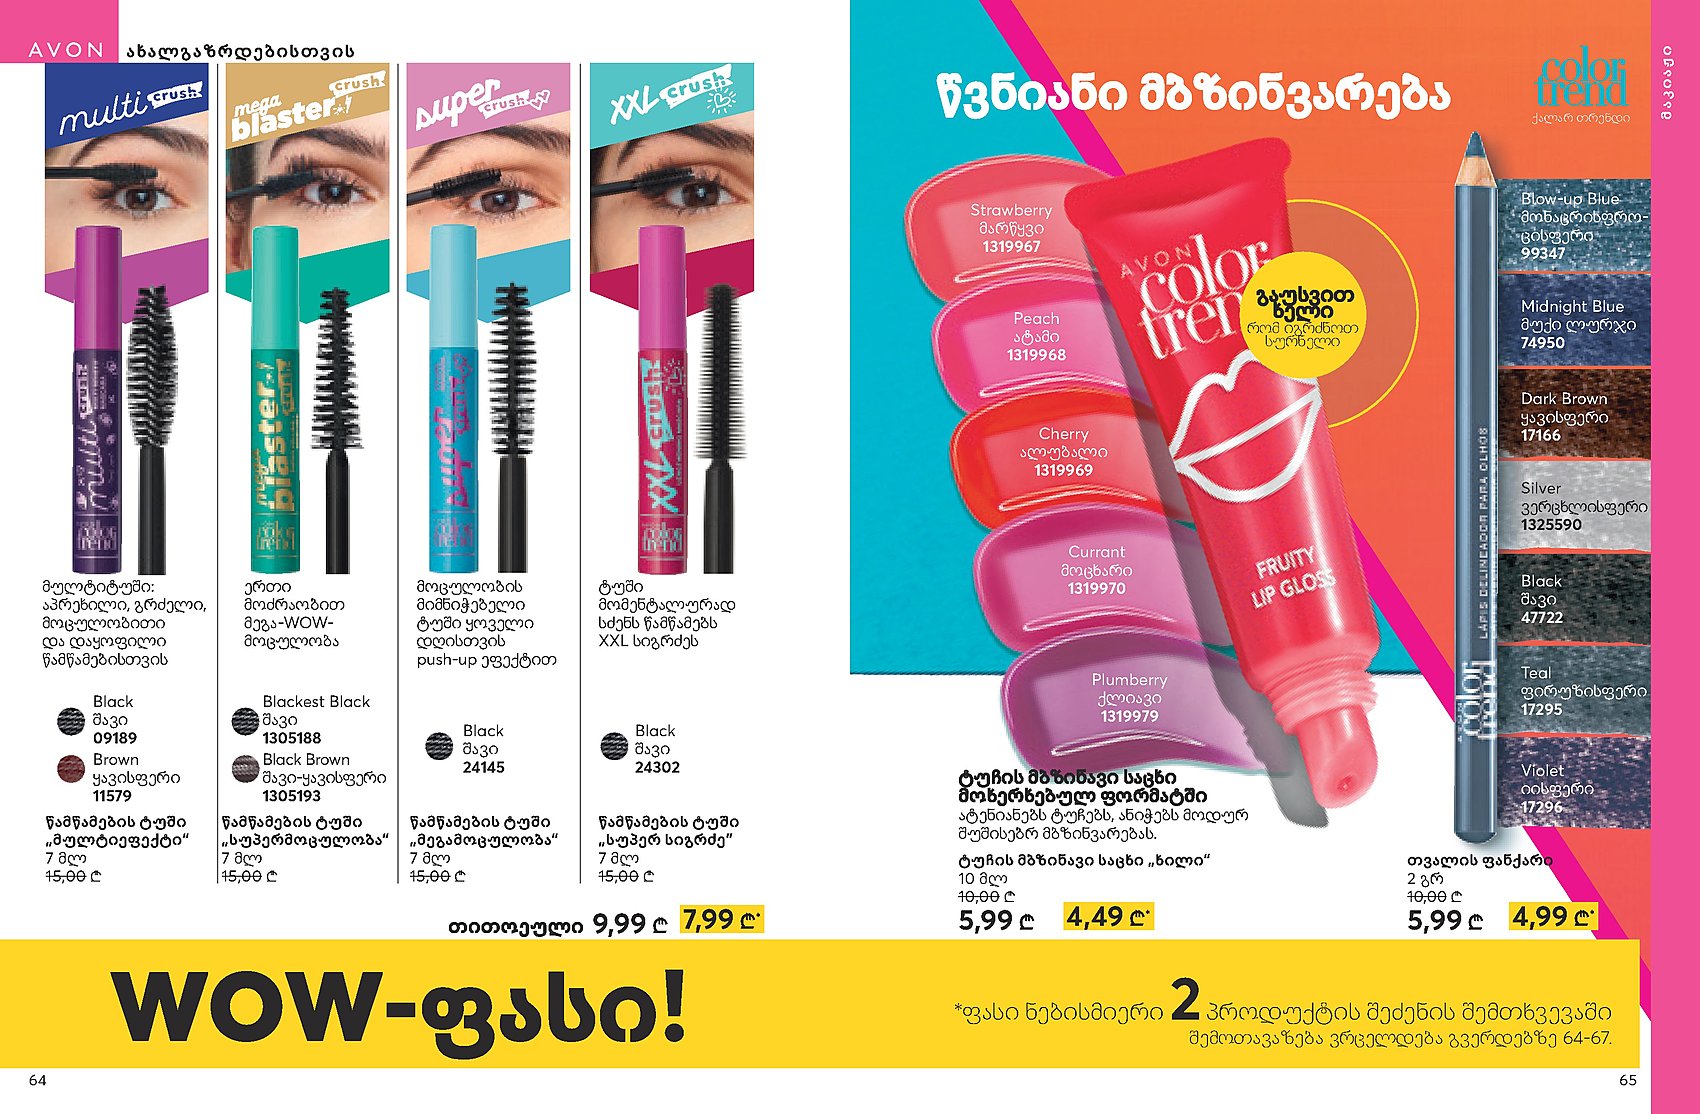 AVON ახალგაზრდებისთვის
multi crush
mega blaster crush
super crush
XXL crush
მულტიტუში:
აპრეხილი, გრძელი,
მოცულობითი
და დაყოფილი
წამწამებისთვის
Black
შავი
09189
Brown
ყავისფერი
11579
წამწამების ტუში
„მულტიეფექტი“
7 მლ
15,00 ₾
ერთი
მოძრაობით
მეგა-WOW-
მოცულობა
Blackest Black
შავი
1305188
Black Brown
შავი-ყავისფერი
1305193
წამწამების ტუში
„სუპერმოცულობა“
7 მლ
15,00 ₾
მოცულობის
მიმნიჭებელი
ტუში ყოველი
დღისთვის
push-up ეფექტით
Black
შავი
24145
წამწამების ტუში
„მეგამოცულობა“
7 მლ
15,00 ₾
ტუში
მომენტალურად
სძენს წამწამებს
XXL სიგრძეს
Black
შავი
24302
წამწამების ტუში
„სუპერ სიგრძე“
7 მლ
15,00 ₾
თითოეული 9,99 ₾ 7,99 ₾*
წვნიანი მბზინვარება
color trend
ქალარ თრენდი
მაკიაჟი
Strawberry
მარწყვი
1319967
Peach
ატამი
1319968
Cherry
ალუბალი
1319969
Currant
მოცხარი
1319970
Plumberry
ქლიავი
1319979
AVON
color
trend
FRUITY
LIP GLOSS
გაუსვით
ხელი
რომ იგრძნოთ
სურნელი
Blow-up Blue
მონაცრისფრო-
ცისფერი
99347
Midnight Blue
მუქი ლურჯი
74950
Dark Brown
ყავისფერი
17166
Silver
ვერცხლისფერი
1325590
Black
შავი
47722
Teal
ფირუზისფერი
17295
Violet
იისფერი
17296
LÁPIS DELINEADOR PARA OLHOS
color trend
ტუჩის მბზინავი საცხი
მოხერხებულ ფორმატში
ატენიანებს ტუჩებს, ანიჭებს მოდურ
შუშისებრ მბზინვარებას.
ტუჩის მბზინავი საცხი „ხილი“
10 მლ
10,00 ₾
5,99 ₾ 4,49 ₾*
თვალის ფანქარი
2 გრ
10,00 ₾
5,99 ₾ 4,99 ₾*
WOW-ფასი!
*ფასი ნებისმიერი 2 პროდუქტის შეძენის შემთხვევაში
შემოთავაზება ვრცელდება გვერდებზე 64-67.
64
65